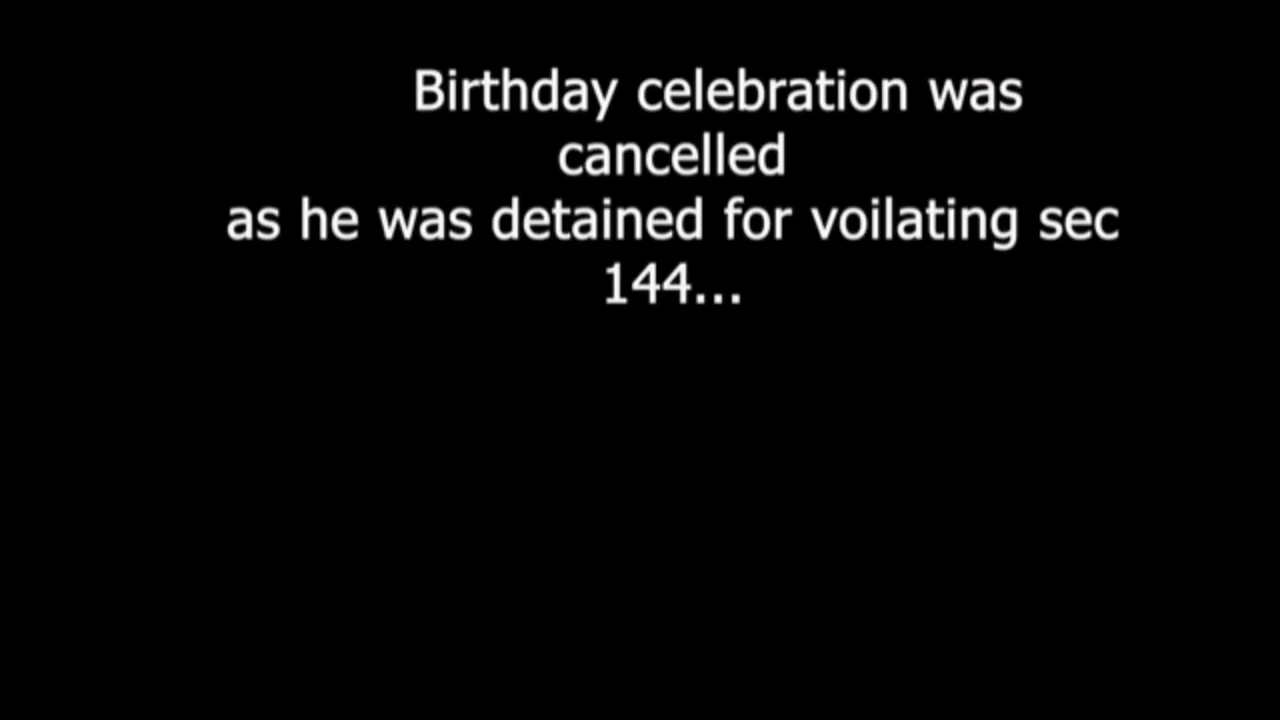 Birthday celebration was
cancelled
as he was detained for voilating sec
144...